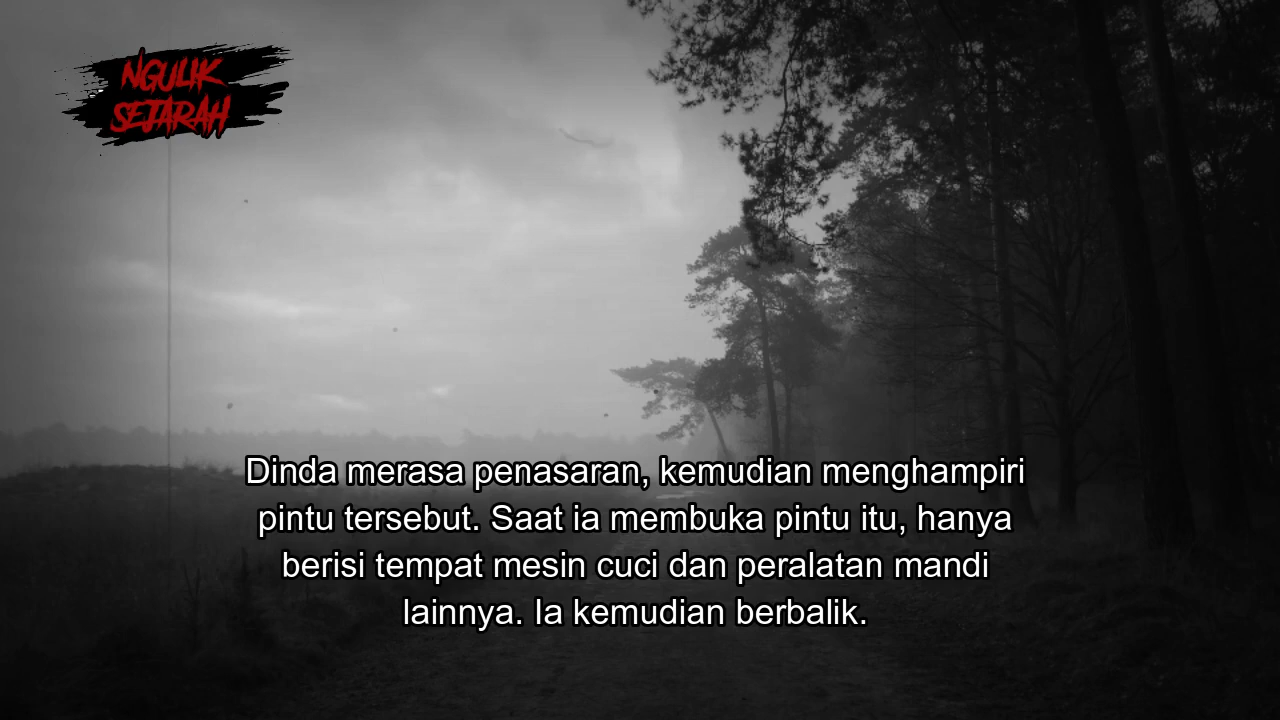 NGULIK
SEJARAH
Dinda merasa penasaran, kemudian menghampiri
pintu tersebut. Saat ia membuka pintu itu, hanya
berisi tempat mesin cuci dan peralatan mandi
lainnya. Ia kemudian berbalik.